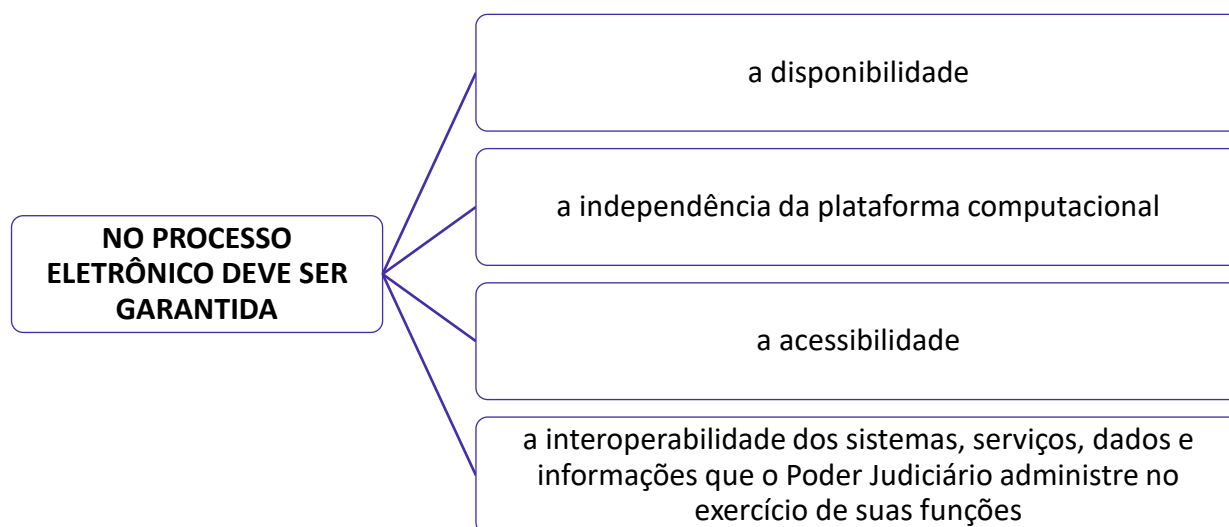 NO PROCESSO
ELETRÔNICO DEVE SER
GARANTIDA
a disponibilidade
a independência da plataforma computacional
a acessibilidade
a interoperabilidade dos sistemas, serviços, dados e
informações que o Poder Judiciário administre no
exercício de suas funções